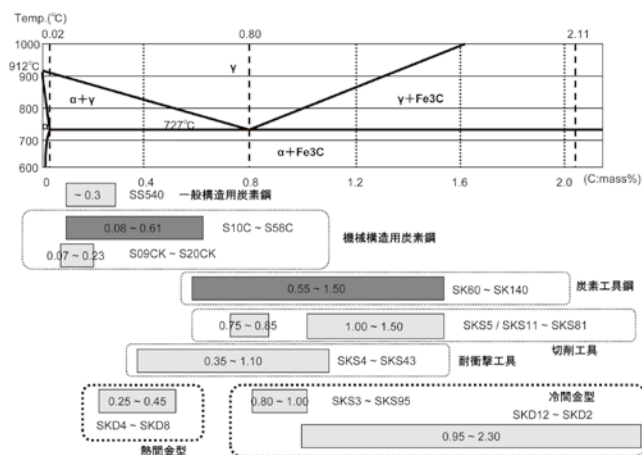 Temp.(℃)
0.02 0.80 2.11
1000
912℃
900
800
700
600
γ
α+γ
γ+Fe3C
α
727℃
α+Fe3C
0 0.4 0.8 1.2 1.6 2.0 (C:mass%)
~ 0.3 SS540 一般構造用炭素鋼
0.08 ~ 0.61 S10C ~ S58C
機械構造用炭素鋼
0.07 ~ 0.23 S09CK ~ S20CK
0.55 ~ 1.50 SK60 ~ SK140 炭素工具鋼
0.75 ~ 0.85 1.00 ~ 1.50 SKS5 / SKS11 ~ SKS81
切削工具
0.35 ~ 1.10 SKS4 ~ SKS43 耐衝撃工具
0.25 ~ 0.45
SKD4 ~ SKD8
熱間金型
冷間金型
0.80 ~ 1.00 SKS3 ~ SKS95
SKD12 ~ SKD2
0.95 ~ 2.30